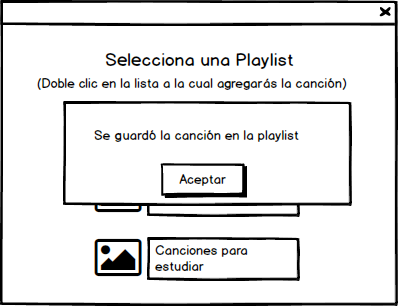 Selecciona una Playlist
(Doble clic en la lista a la cual agregarás la canción)
Se guardó la canción en la playlist
Aceptar
Canciones para
estudiar